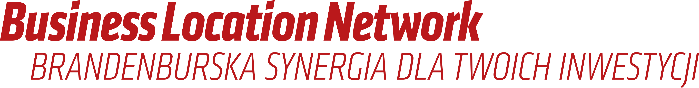 Business Location Network
BRANDENBURSKA SYNERGIA DLA TWOICH INWESTYCJI